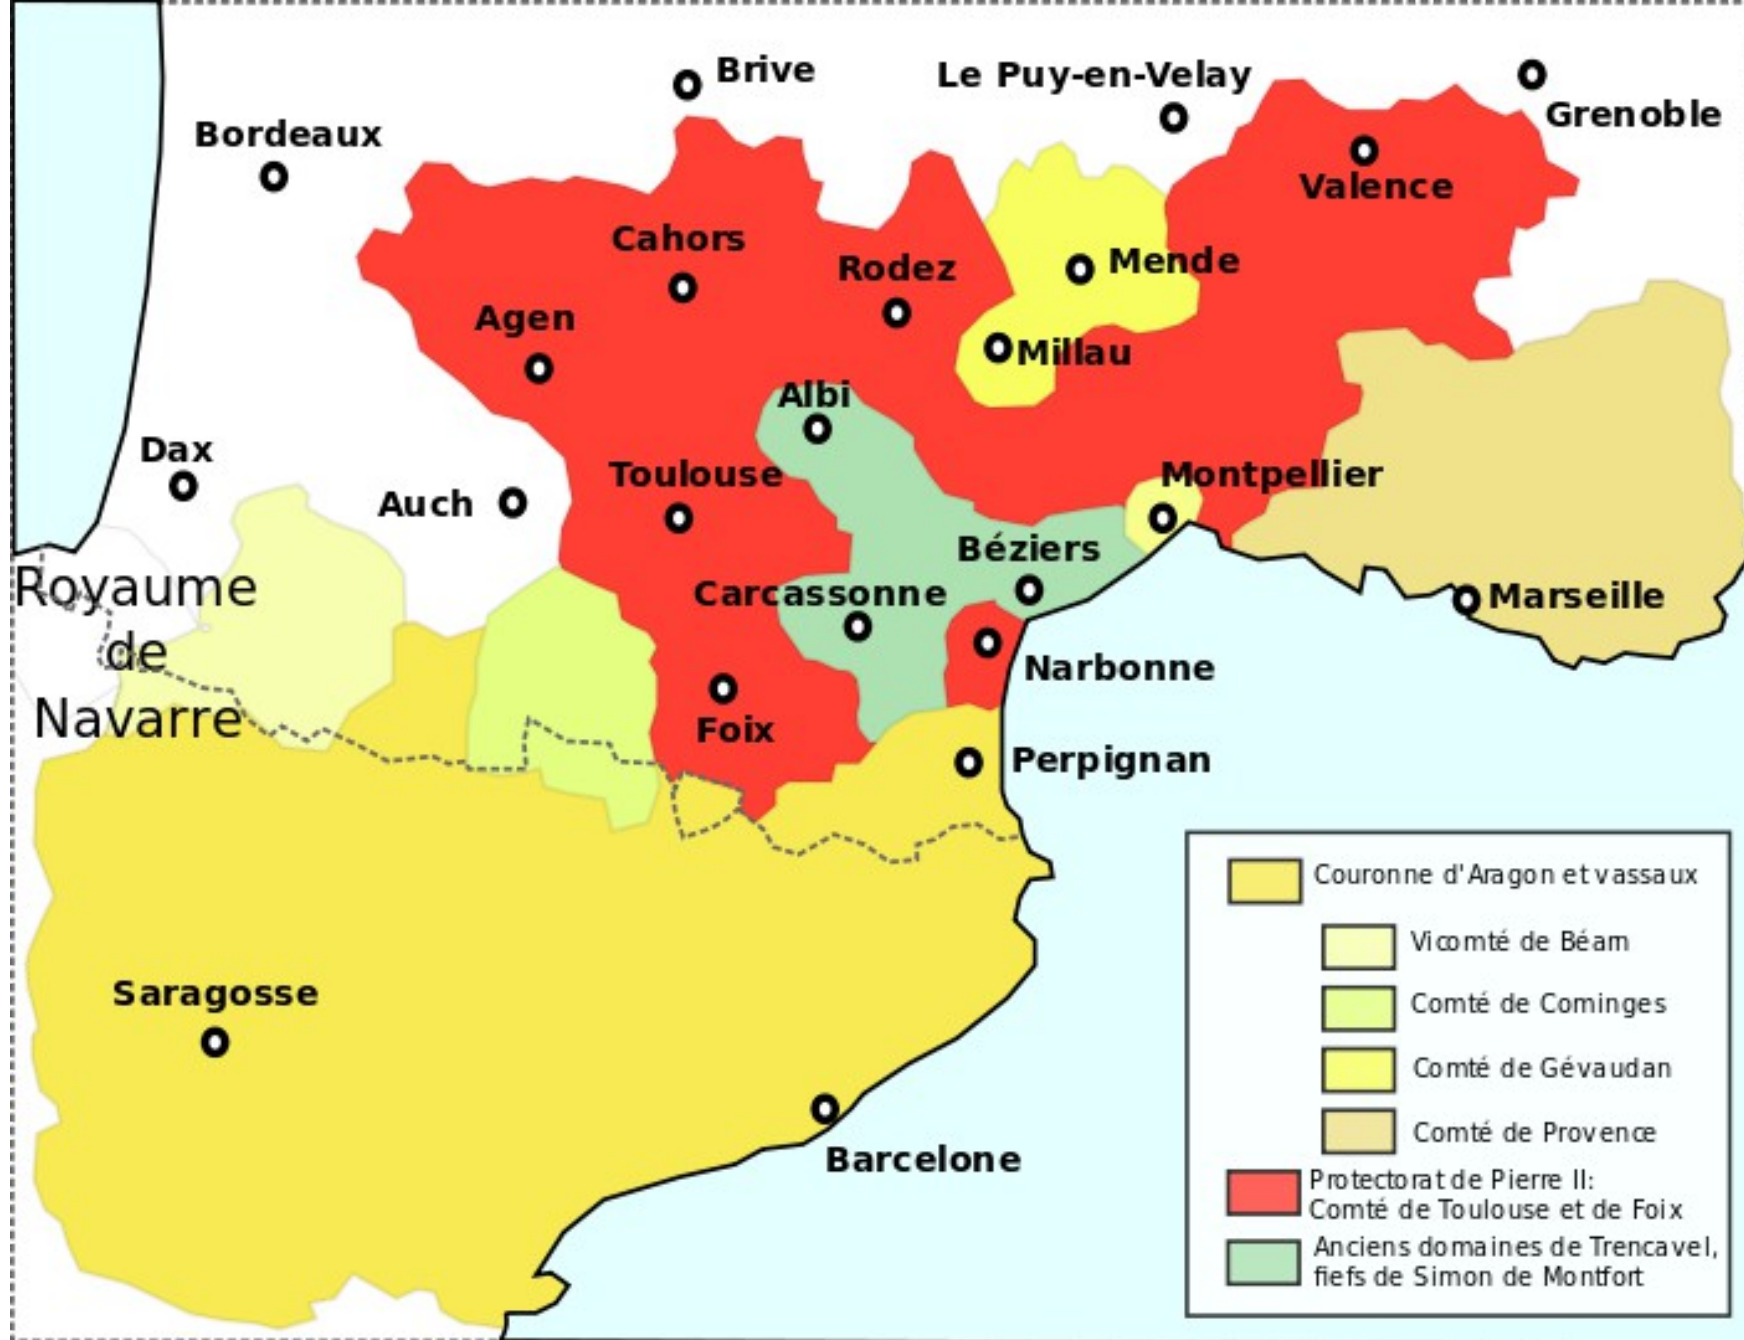 Brive
Le Puy-en-Velay
Grenoble
Bordeaux
Valence
Cahors
Rodez
Mende
Agen
Millau
Albi
Dax
Toulouse
Montpellier
Auch
Béziers
Royaume
de
Navarre
Carcassonne
Marseille
Narbonne
Foix
Perpignan
Saragosse
Barcelone
Couronne d'Aragon et vassaux
Vicomté de Béarn
Comté de Cominges
Comté de Gévaudan
Comté de Provence
Protectorat de Pierre II:
Comté de Toulouse et de Foix
Anciens domaines de Trencavel,
fiefs de Simon de Montfort